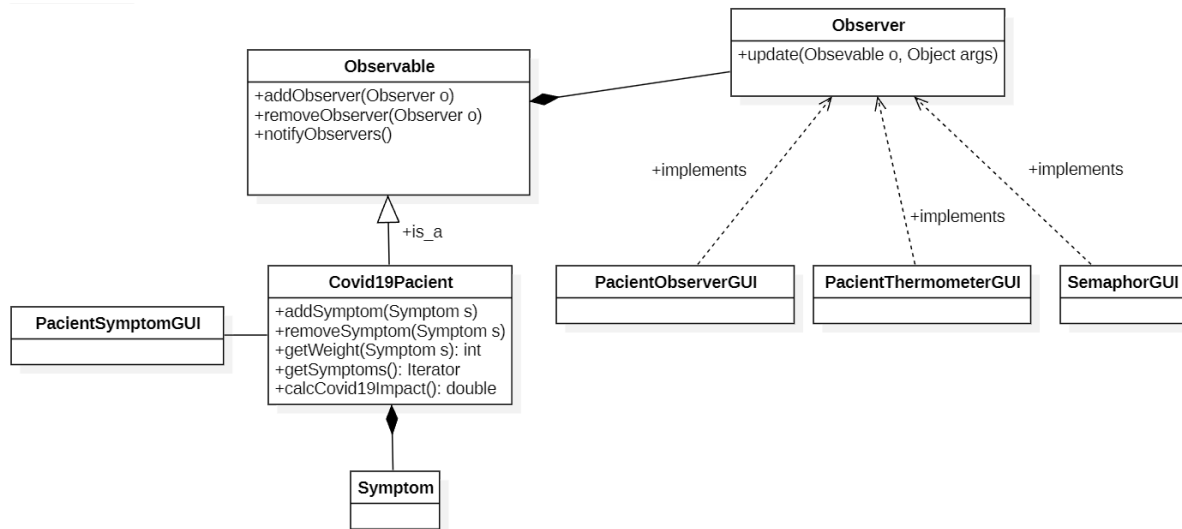 Observer
+update(Obsevable o, Object args)
Observable
+addObserver(Observer o)
+removeObserver(Observer o)
+notifyObservers()
+implements
+implements
+implements
+is_a
Covid19Pacient
+addSymptom(Symptom s)
+removeSymptom(Symptom s)
+getWeight(Symptom s): int
+getSymptoms(): Iterator
+calcCovid19Impact(): double
PacientObserverGUI
PacientThermometerGUI
SemaphorGUI
PacientSymptomGUI
Symptom